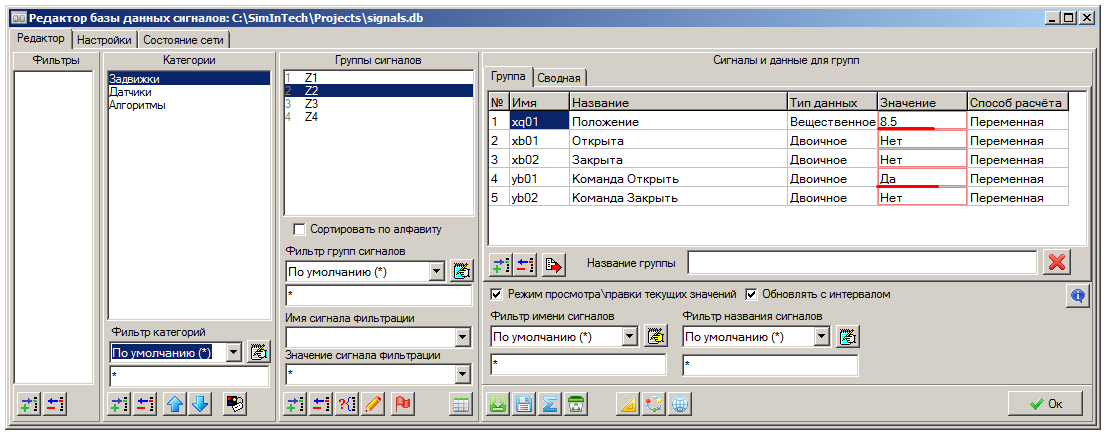 Редактор базы данных сигналов: C:\SimInTech\Projects\signals.db
Редактор Настройки Состояние сети
Фильтры Категории Группы сигналов Сигналы и данные для групп
Задвижки
Датчики
Алгоритмы
1 Z1
2 Z2
3 Z3
4 Z4
Группа Сводная
№ Имя Название Тип данных Значение Способ расчёта
1 xq01 Положение Вещественное 8.5 Переменная
2 xb01 Открыта Двоичное Нет Переменная
3 xb02 Закрыта Двоичное Нет Переменная
4 yb01 Команда Открыть Двоичное Да Переменная
5 yb02 Команда Закрыть Двоичное Нет Переменная
Сортировать по алфавиту
Фильтр групп сигналов
По умолчанию (*)
*
Имя сигнала фильтрации
Значение сигнала фильтрации
*
Фильтр категорий
По умолчанию (*)
*
Название группы
Режим просмотра\правки текущих значений Обновлять с интервалом
Фильтр имени сигналов Фильтр названия сигналов
По умолчанию (*) По умолчанию (*)
* *
Ок